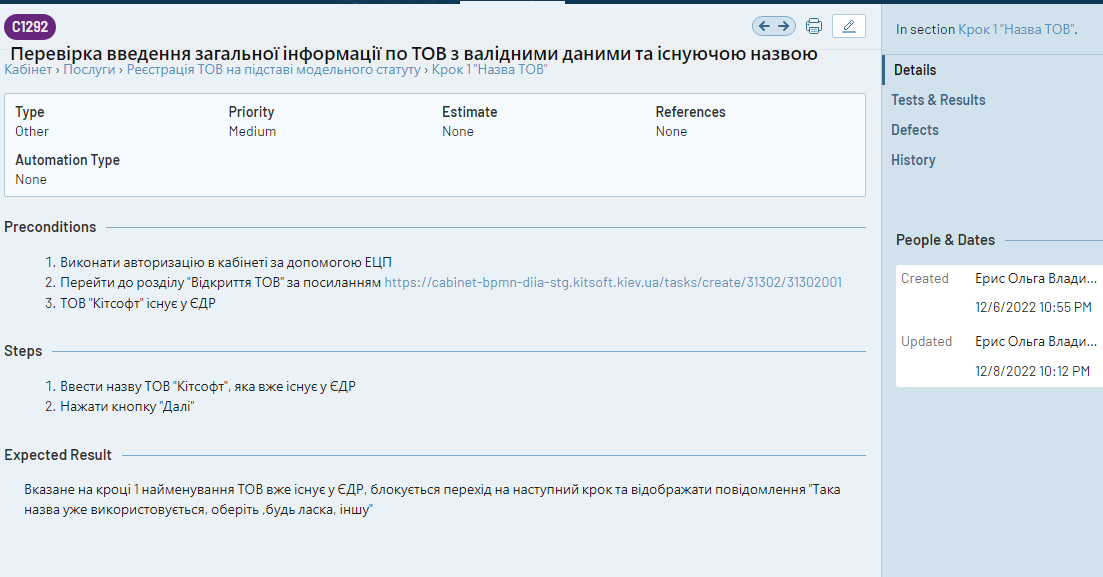 C1292
Перевірка введення загальної інформації по ТОВ з валідними даними та існуючою назвою
Кабінет › Послуги › Реєстрація ТОВ на підставі модельного статуту › Крок 1 "Назва ТОВ"
Type
Other
Priority
Medium
Estimate
None
References
None
Automation Type
None
Preconditions
1. Виконати авторизацію в кабінеті за допомогою ЕЦП
2. Перейти до розділу "Відкриття ТОВ" за посиланням https://cabinet-bpmn-diia-stg.kitsoft.kiev.ua/tasks/create/31302/31302001
3. ТОВ "Кітсофт" існує у ЄДР
Steps
1. Ввести назву ТОВ "Кітсофт", яка вже існує у ЄДР
2. Нажати кнопку "Далі"
Expected Result
Вказане на кроці 1 найменування ТОВ вже існує у ЄДР, блокується перехід на наступний крок та відображати повідомлення "Така
назва уже використовується, оберіть ,будь ласка, іншу"
In section Крок 1 "Назва ТОВ".
Details
Tests & Results
Defects
History
People & Dates
Created Ерис Ольга Влади...
12/6/2022 10:55 PM
Updated Ерис Ольга Влади...
12/8/2022 10:12 PM